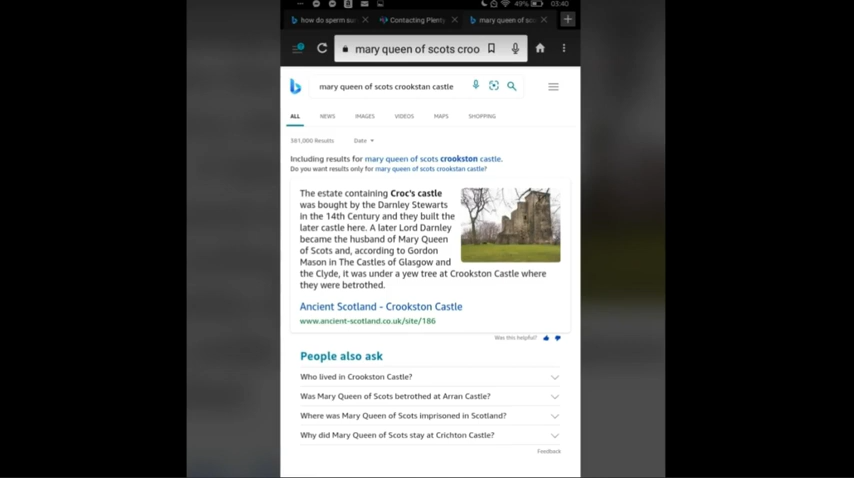 49% 03:40
how do sperm su
Contacting Plenty
mary queen of sco
mary queen of scots croo
mary queen of scots crookstan castle
ALL NEWS IMAGES VIDEOS MAPS SHOPPING
581,000 Results Date
Including results for mary queen of scots crookston castle.
Do you want results only for mary queen of scots crookstan castle?
The estate containing Croc's castle
was bought by the Darnley Stewarts
in the 14th Century and they built the
later castle here. A later Lord Darnley
became the husband of Mary Queen
of Scots and, according to Gordon
Mason in The Castles of Glasgow and
the Clyde, it was under a yew tree at Crookston Castle where
they were betrothed.
Ancient Scotland - Crookston Castle
www.ancient-scotland.co.uk/site/186
Was this helpful?
People also ask
Who lived in Crookston Castle?
Was Mary Queen of Scots betrothed at Arran Castle?
Where was Mary Queen of Scots imprisoned in Scotland?
Why did Mary Queen of Scots stay at Crichton Castle?
Feedback